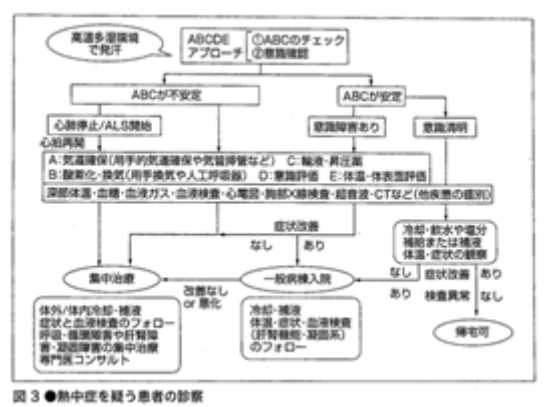 高温多湿環境
で発汗
ABCDE
アプローチ
①ABCのチェック
②意識確認
ABCが不安定
ABCが安定
心肺停止/ALS開始
意識障害あり
意識清明
心拍再開
A:気道確保(用手的気道確保や気管挿管など) C:輸液・昇圧薬
B:酸素化・換気(用手換気や人工呼吸器) D:意識評価 E:体温・体表面評価
深部体温・血糖・血液ガス・血液検査・心電図・胸部X線検査・超音波・CTなど(他疾患の鑑別)
症状改善
なし
あり
冷却・飲水や塩分
補給または補液
体温・症状の観察
集中治療
改善なし
or 悪化
一般病棟入院
なし
症状改善
あり
あり
検査異常
なし
帰宅可
体外/体内冷却・補液
症状と血液検査のフォロー
呼吸・循環障害や肝腎障
害・凝固障害の集中治療
専門医コンサルト
冷却・補液
体温・症状・血液検査
(肝腎機能・凝固系)
のフォロー
図3●熱中症を疑う患者の診察